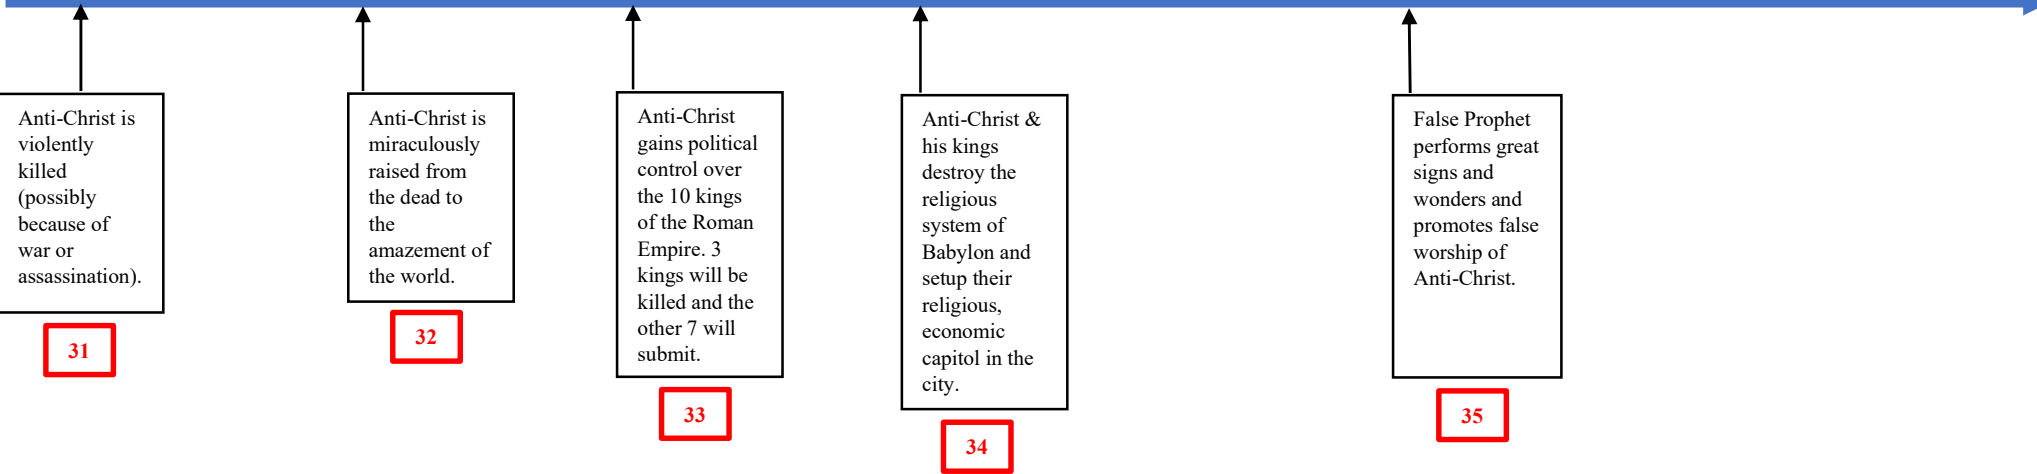 Anti-Christ is
violently
killed
(possibly
because of
war or
assassination).
31
Anti-Christ is
miraculously
raised from
the dead to
the
amazement of
the world.
32
Anti-Christ
gains political
control over
the 10 kings
of the Roman
Empire. 3
kings will be
killed and the
other 7 will
submit.
33
Anti-Christ &
his kings
destroy the
religious
system of
Babylon and
setup their
religious,
economic
capitol in the
city.
34
False Prophet
performs great
signs and
wonders and
promotes false
worship of
Anti-Christ.
35